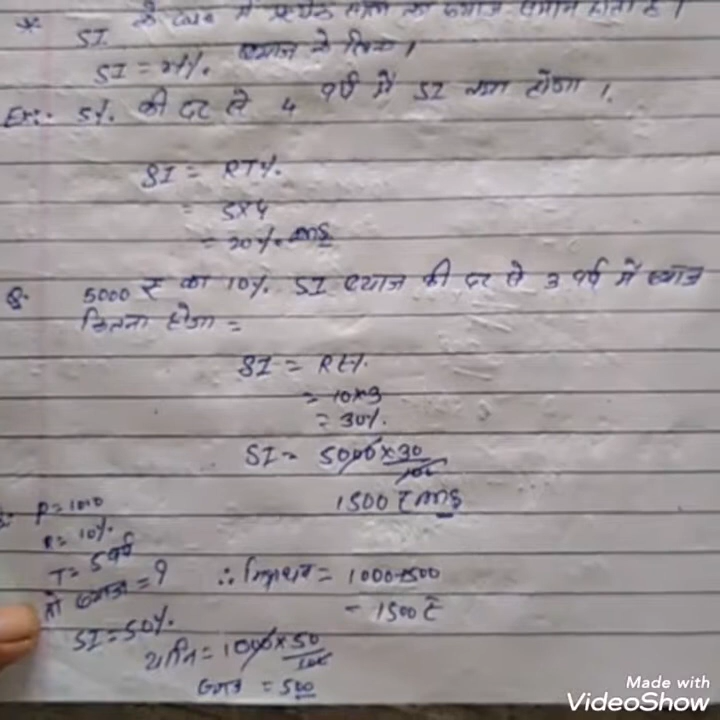 * SI के case में प्रत्येक साल का ब्याज समान होता है।
SI = rt% ब्याज के लिए।
Ex:- 5% की दर से 4 वर्ष में SI क्या होगा।
SI = RT%
= 5×4
= 20% Ans
Q. 5000 ₹ का 10% SI ब्याज की दर से 3 वर्ष में ब्याज
कितना होगा =
SI = Rt%
= 10×3
= 30%
SI = 5000×30/100
1500 ₹ Ans
P = 1000
R = 10%
T = 5 वर्ष
तो ब्याज = ?
SI = 50%
= 1000×50/100
ब्याज = 500
∴ मिश्रधन = 1000+500
= 1500 ₹
Made with
VideoShow